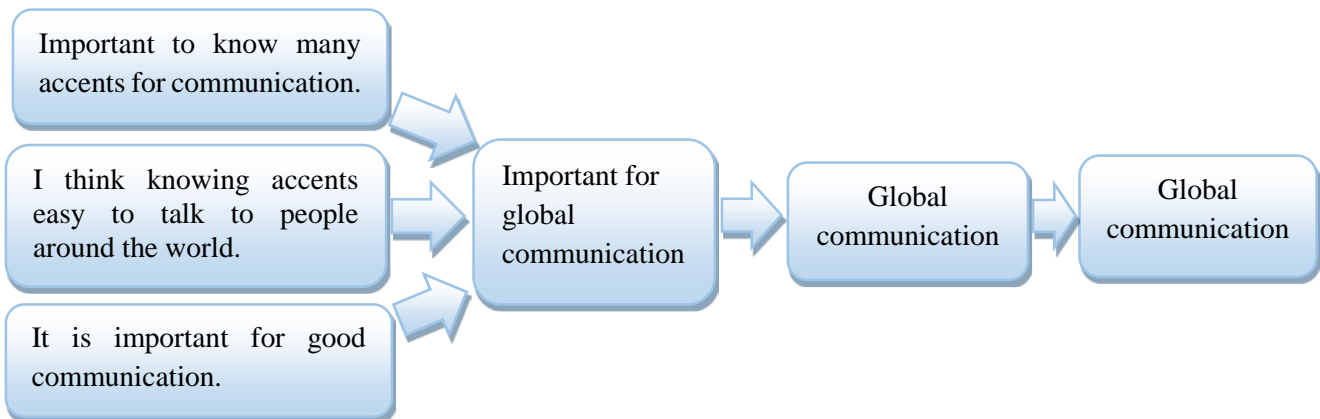 Important to know many
accents for communication.
I think knowing accents
easy to talk to people
around the world.
It is important for good
communication.
Important for
global
communication
Global
communication
Global
communication